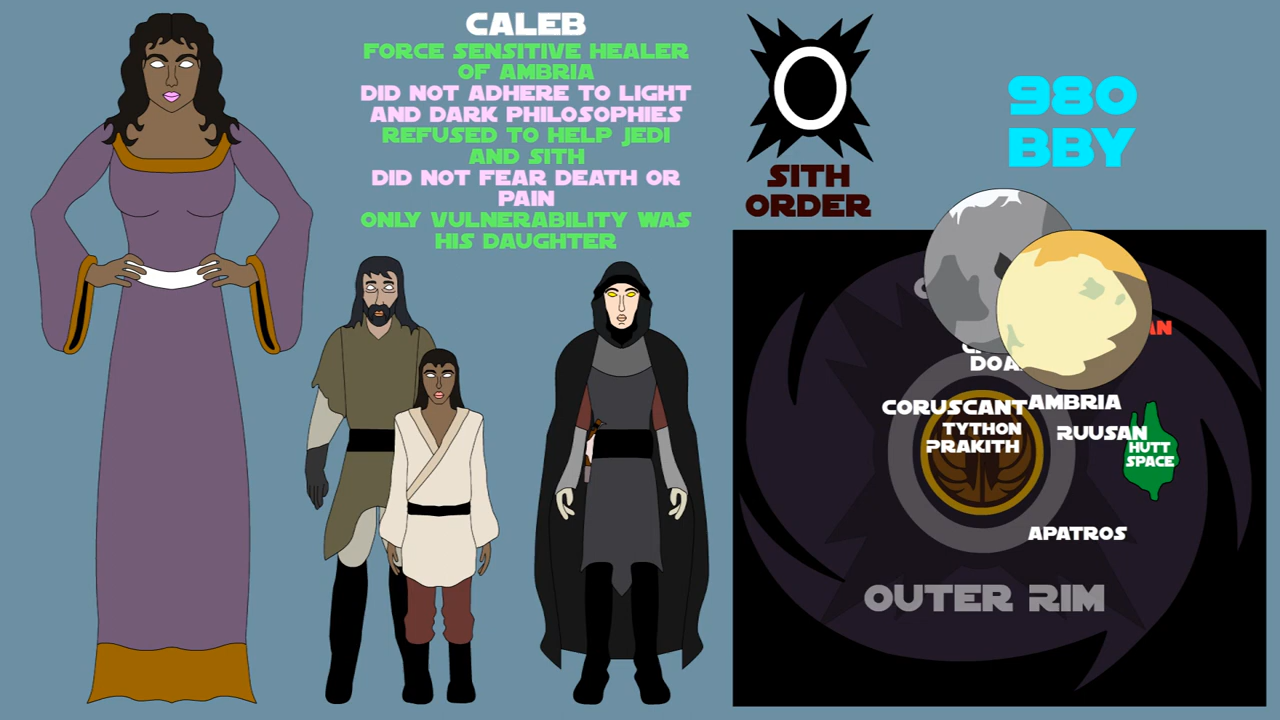 CALEB
FORCE SENSITIVE HEALER
OF AMBRIA
DID NOT ADHERE TO LIGHT
AND DARK PHILOSOPHIES
REFUSED TO HELP JEDI
AND SITH
DID NOT FEAR DEATH OR
PAIN
ONLY VULNERABILITY WAS
HIS DAUGHTER
SITH
ORDER
980
BBY
CORUSCANT
AMBRIA
TYTHON
PRAKITH
RUUSAN
HUTT
SPACE
APATROS
OUTER RIM